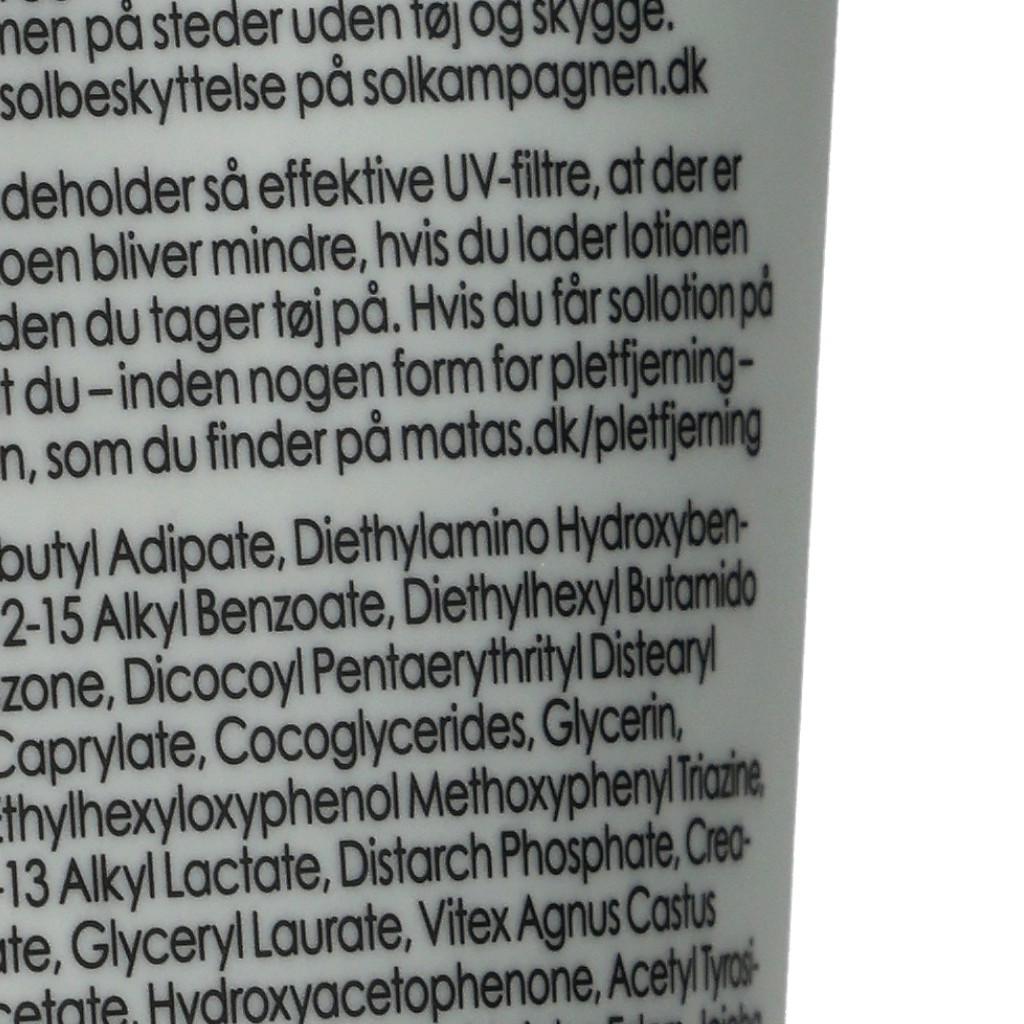 men på steder uden tøj og skygge.
solbeskyttelse på solkampagnen.dk
deholder så effektive UV-filtre, at der er
oen bliver mindre, hvis du lader lotionen
den du tager tøj på. Hvis du får sollotion på
t du – inden nogen form for pletfjerning-
n, som du finder på matas.dk/pletfjerning
butyl Adipate, Diethylamino Hydroxyben-
2-15 Alkyl Benzoate, Diethylhexyl Butamido
zone, Dicocoyl Pentaerythrityl Distearyl
Caprylate, Cocoglycerides, Glycerin,
Ethylhexyloxyphenol Methoxyphenyl Triazine,
-13 Alkyl Lactate, Distarch Phosphate, Crea-
ate, Glyceryl Laurate, Vitex Agnus Castus
cetate, Hydroxyacetophenone, Acetyl Tyrosi-